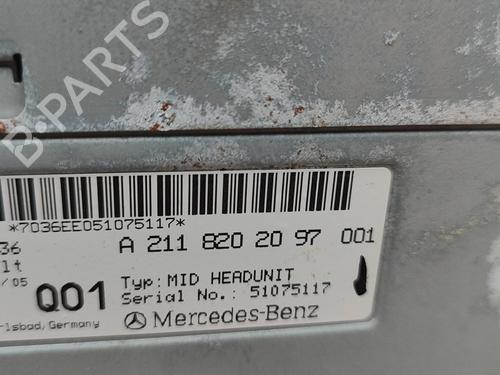 B-PARTS
*7036EE051075117*
36 A 211 820 20 97 001
lt
/05 Typ: MID HEADUNIT
Q01 Serial No.: 51075117
lsbad, Germany Mercedes-Benz